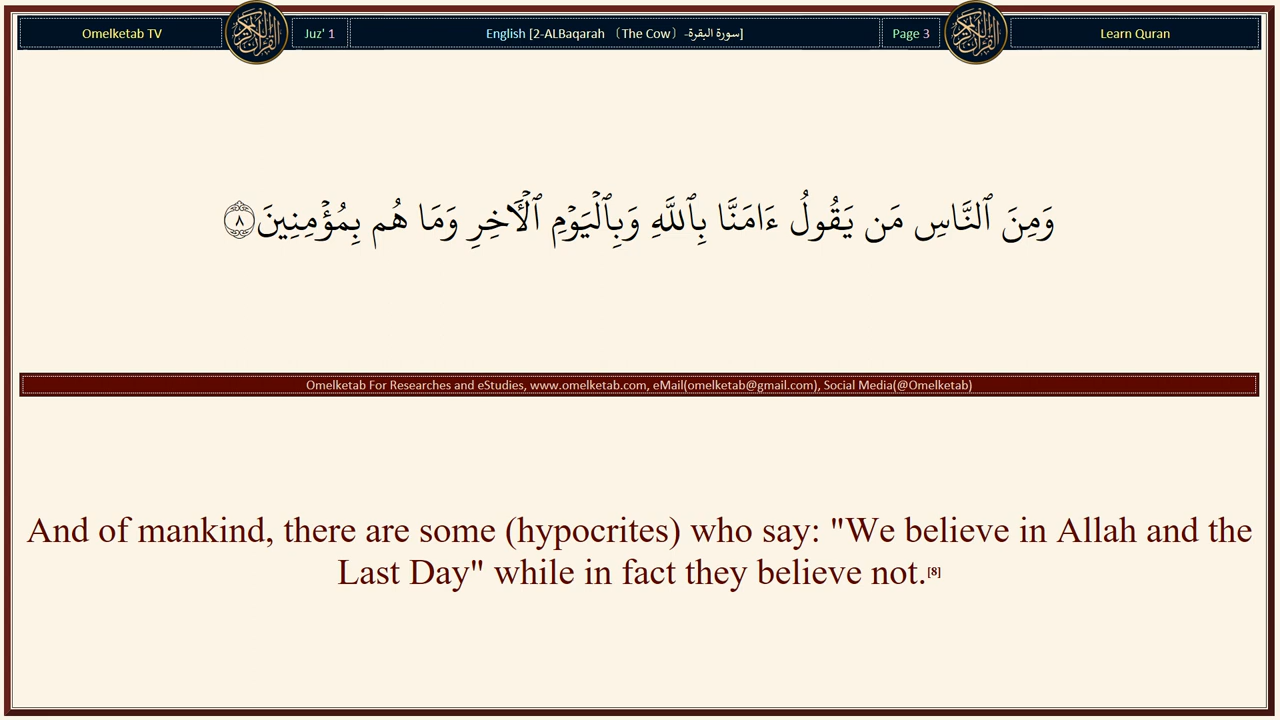 Omelketab TV
Juz' 1
English [2-ALBaqarah 〔The Cow〕 -سورة البقرة]
Page 3
Learn Quran
وَمِنَ ٱلنَّاسِ مَن يَقُولُ ءَامَنَّا بِٱللَّهِ وَبِٱلْيَوْمِ ٱلْـَٔاخِرِ وَمَا هُم بِمُؤْمِنِينَ ٨
Omelketab For Researches and eStudies, www.omelketab.com, eMail(omelketab@gmail.com), Social Media(@Omelketab)
And of mankind, there are some (hypocrites) who say: "We believe in Allah and the
Last Day" while in fact they believe not.[8]